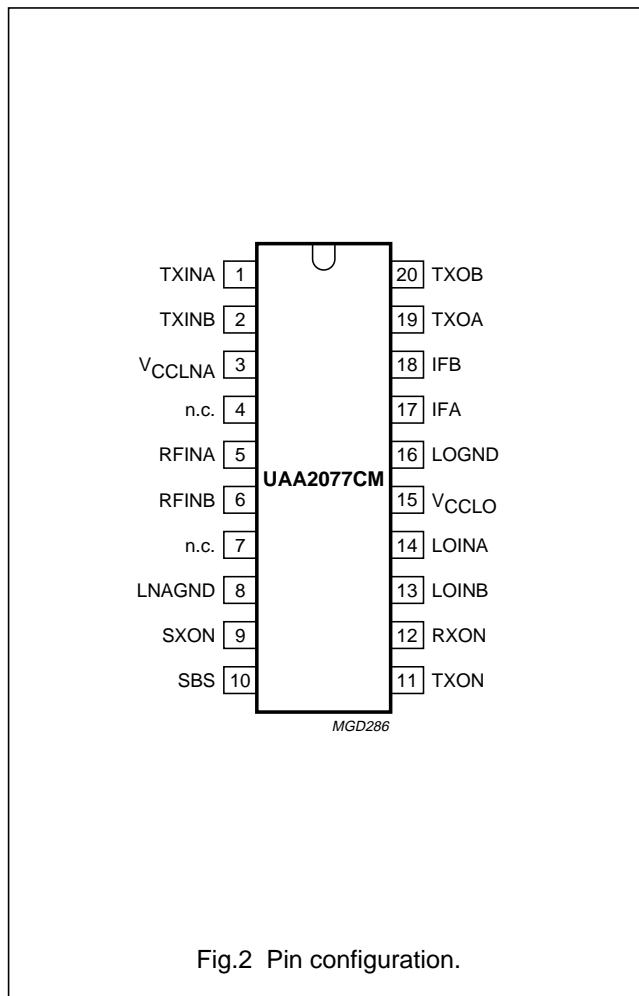 TXINA 1 20 TXOB
TXINB 2 19 TXOA
VCCLNA 3 18 IFB
n.c. 4 17 IFA
RFINA 5 16 LOGND
UAA2077CM
RFINB 6 15 VCCLO
n.c. 7 14 LOINA
LNAGND 8 13 LOINB
SXON 9 12 RXON
SBS 10 11 TXON
MGD286
Fig.2 Pin configuration.